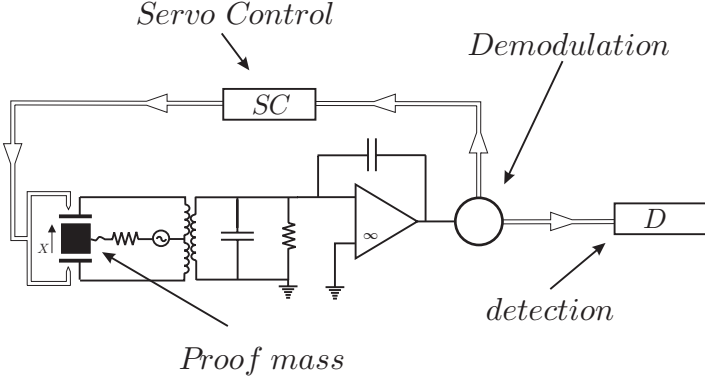 Servo Control
Demodulation
SC
X
∞
D
detection
Proof mass